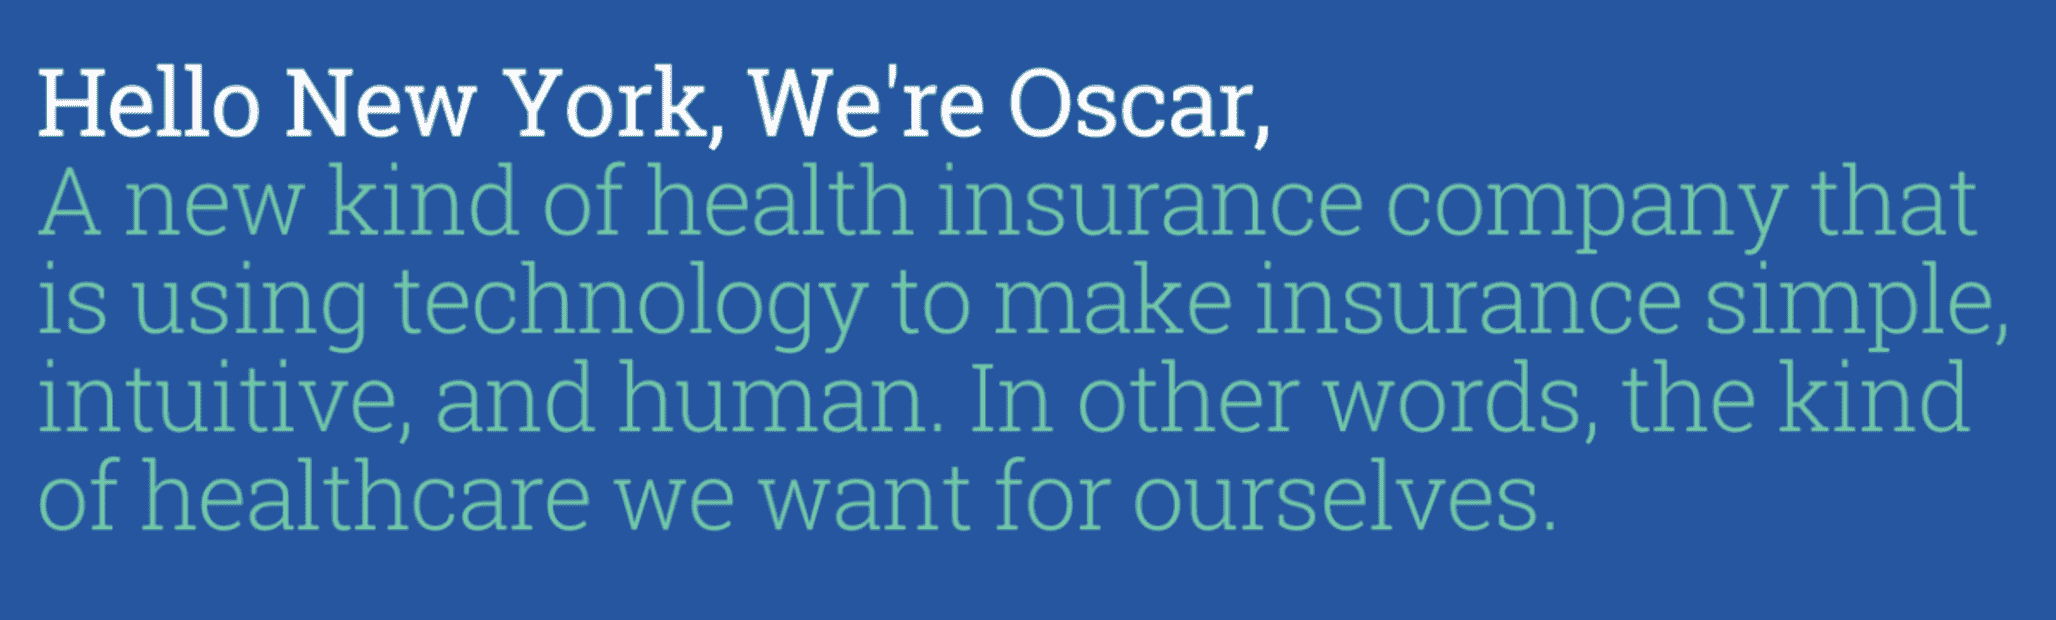 Hello New York, We're Oscar,
A new kind of health insurance company that
is using technology to make insurance simple,
intuitive, and human. In other words, the kind
of healthcare we want for ourselves.